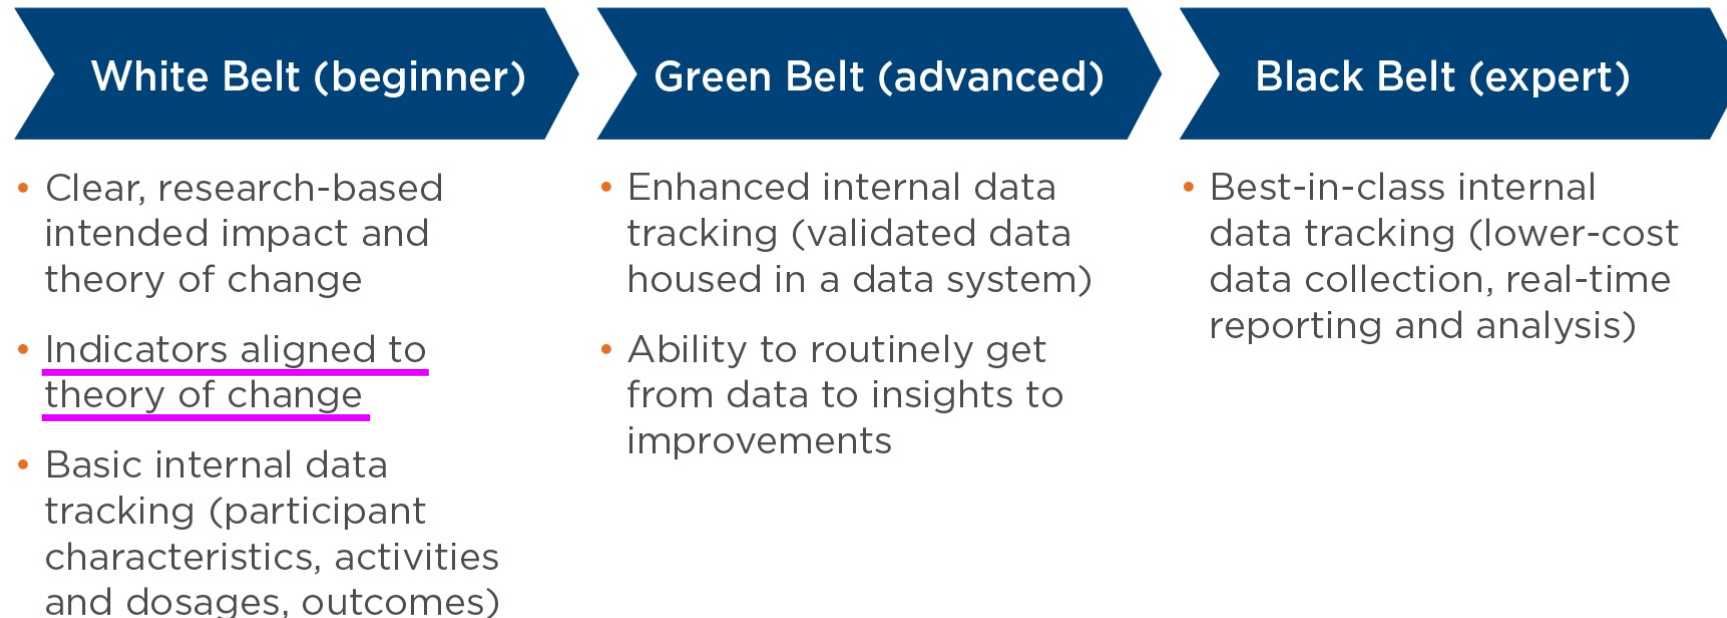 White Belt (beginner)
• Clear, research-based
intended impact and
theory of change
• Indicators aligned to
theory of change
• Basic internal data
tracking (participant
characteristics, activities
and dosages, outcomes)
Green Belt (advanced)
• Enhanced internal data
tracking (validated data
housed in a data system)
• Ability to routinely get
from data to insights to
improvements
Black Belt (expert)
• Best-in-class internal
data tracking (lower-cost
data collection, real-time
reporting and analysis)